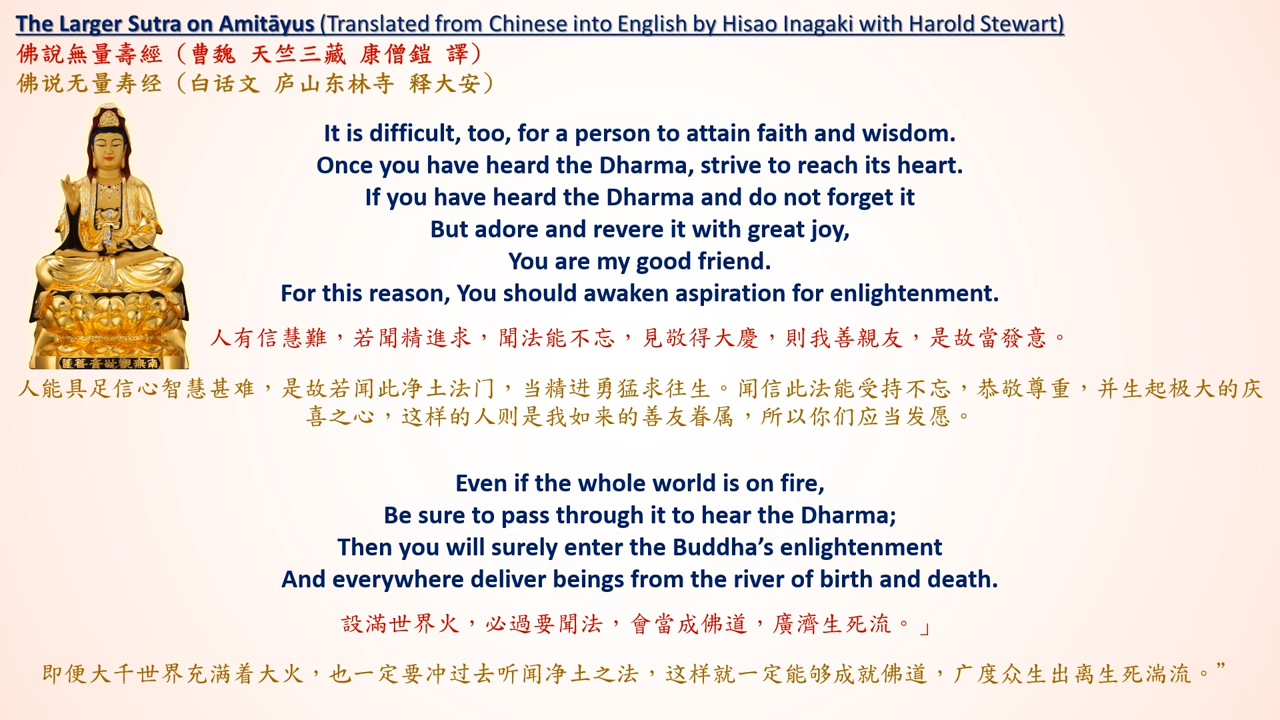 The Larger Sutra on Amitāyus (Translated from Chinese into English by Hisao Inagaki with Harold Stewart)
佛說無量壽經（曹魏 天竺三藏 康僧鎧 譯）
佛说无量寿经（白话文 庐山东林寺 释大安）
It is difficult, too, for a person to attain faith and wisdom.
Once you have heard the Dharma, strive to reach its heart.
If you have heard the Dharma and do not forget it
But adore and revere it with great joy,
You are my good friend.
For this reason, You should awaken aspiration for enlightenment.
人有信慧難，若聞精進求，聞法能不忘，見敬得大慶，則我善親友，是故當發意。
人能具足信心智慧甚难，是故若闻此净土法门，当精进勇猛求往生。闻信此法能受持不忘，恭敬尊重，并生起极大的庆
喜之心，这样的人则是我如来的善友眷属，所以你们应当发愿。
Even if the whole world is on fire,
Be sure to pass through it to hear the Dharma;
Then you will surely enter the Buddha’s enlightenment
And everywhere deliver beings from the river of birth and death.
設滿世界火，必過要聞法，會當成佛道，廣濟生死流。」
即便大千世界充满着大火，也一定要冲过去听闻净土之法，这样就一定能够成就佛道，广度众生出离生死湍流。”